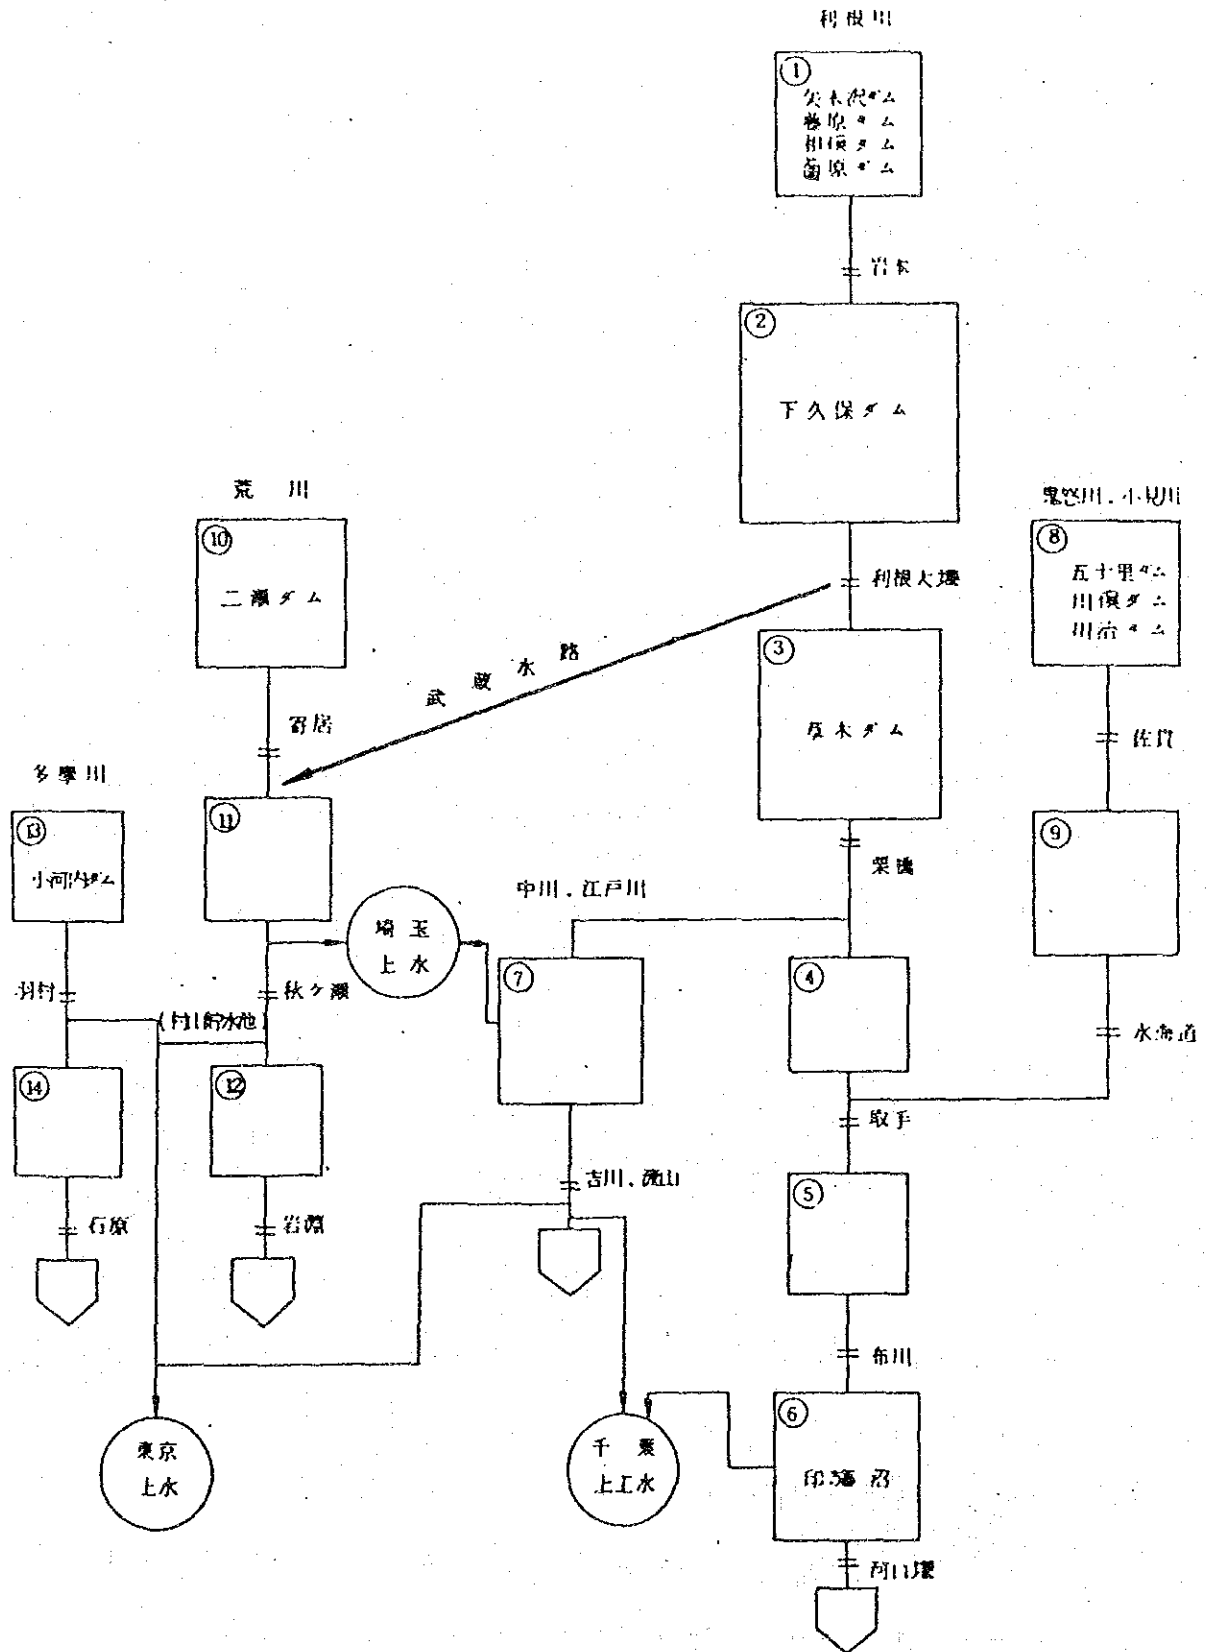 利根川
①
矢木沢ダム
藤原ダム
相俣ダム
薗原ダム
岩本
②
下久保ダム
荒 川
鬼怒川．小貝川
⑩
二瀬ダム
利根大堰
⑧
五十里ダム
川俣ダム
川治ダム
武蔵水路
③
草木ダム
寄居
佐貫
多摩川
⑪
⑬
小河内ダム
栗橋
⑨
中川．江戸川
埼玉
上水
⑦
④
羽村
秋ケ瀬
(村山貯水池)
水海道
⑭
⑫
取手
吉川．流山
⑤
石原
岩淵
布川
⑥
東京
上水
千葉
上工水
印旛沼
河口堰